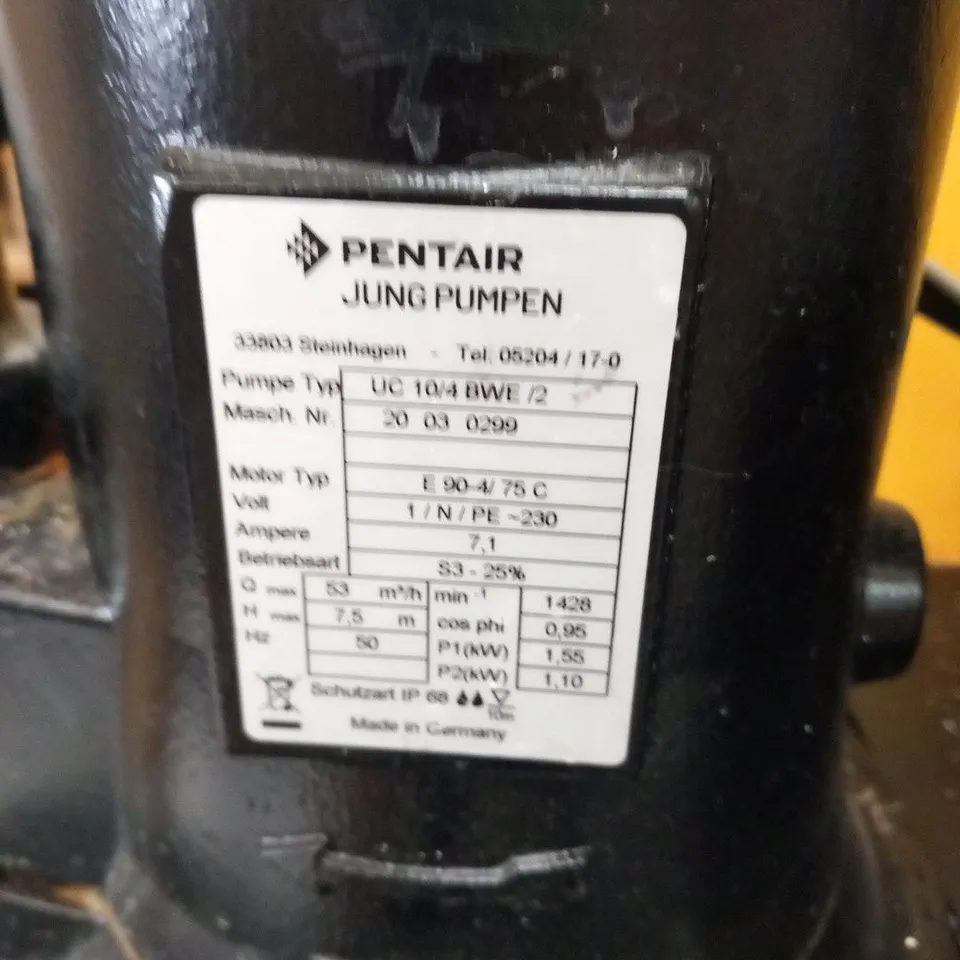 PENTAIR
JUNG PUMPEN
33803 Steinhagen - Tel. 05204 / 17-0
Pumpe Typ UC 10/4 BWE /2
Masch. Nr. 20 03 0299
Motor Typ E 90-4/ 75 C
Volt 1 / N / PE ~230
Ampere 7,1
Betriebsart S3 - 25%
Q max 53 m³/h min -1 1428
H max 7,5 m cos phi 0,95
Hz 50 P1(kW) 1,55
P2(kW) 1,10
Schutzart IP 68 10m
Made in Germany